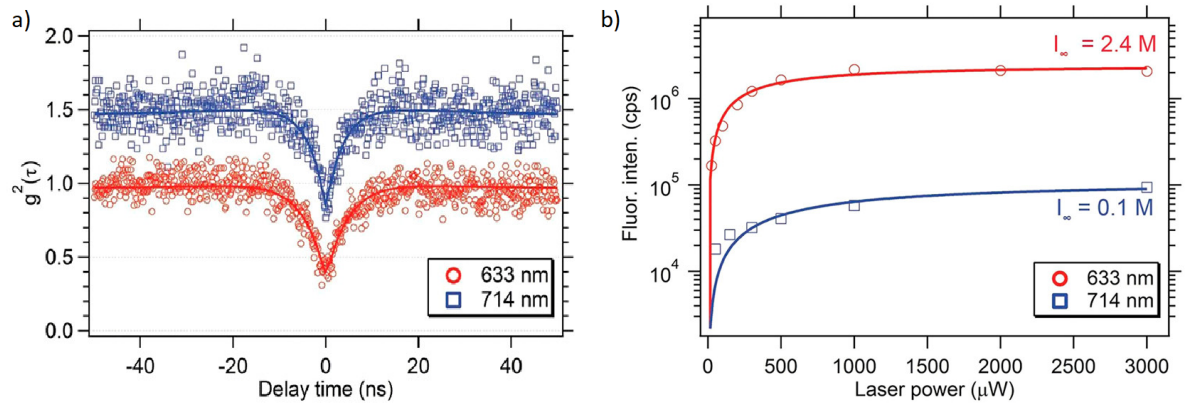 a)
g²(τ)
2.0
1.5
1.0
0.5
0.0
-40
-20
0
20
40
Delay time (ns)
633 nm
714 nm
b)
Fluor. inten. (cps)
10⁶
10⁵
10⁴
I∞ = 2.4 M
I∞ = 0.1 M
633 nm
714 nm
0
500
1000
1500
2000
2500
3000
Laser power (μW)